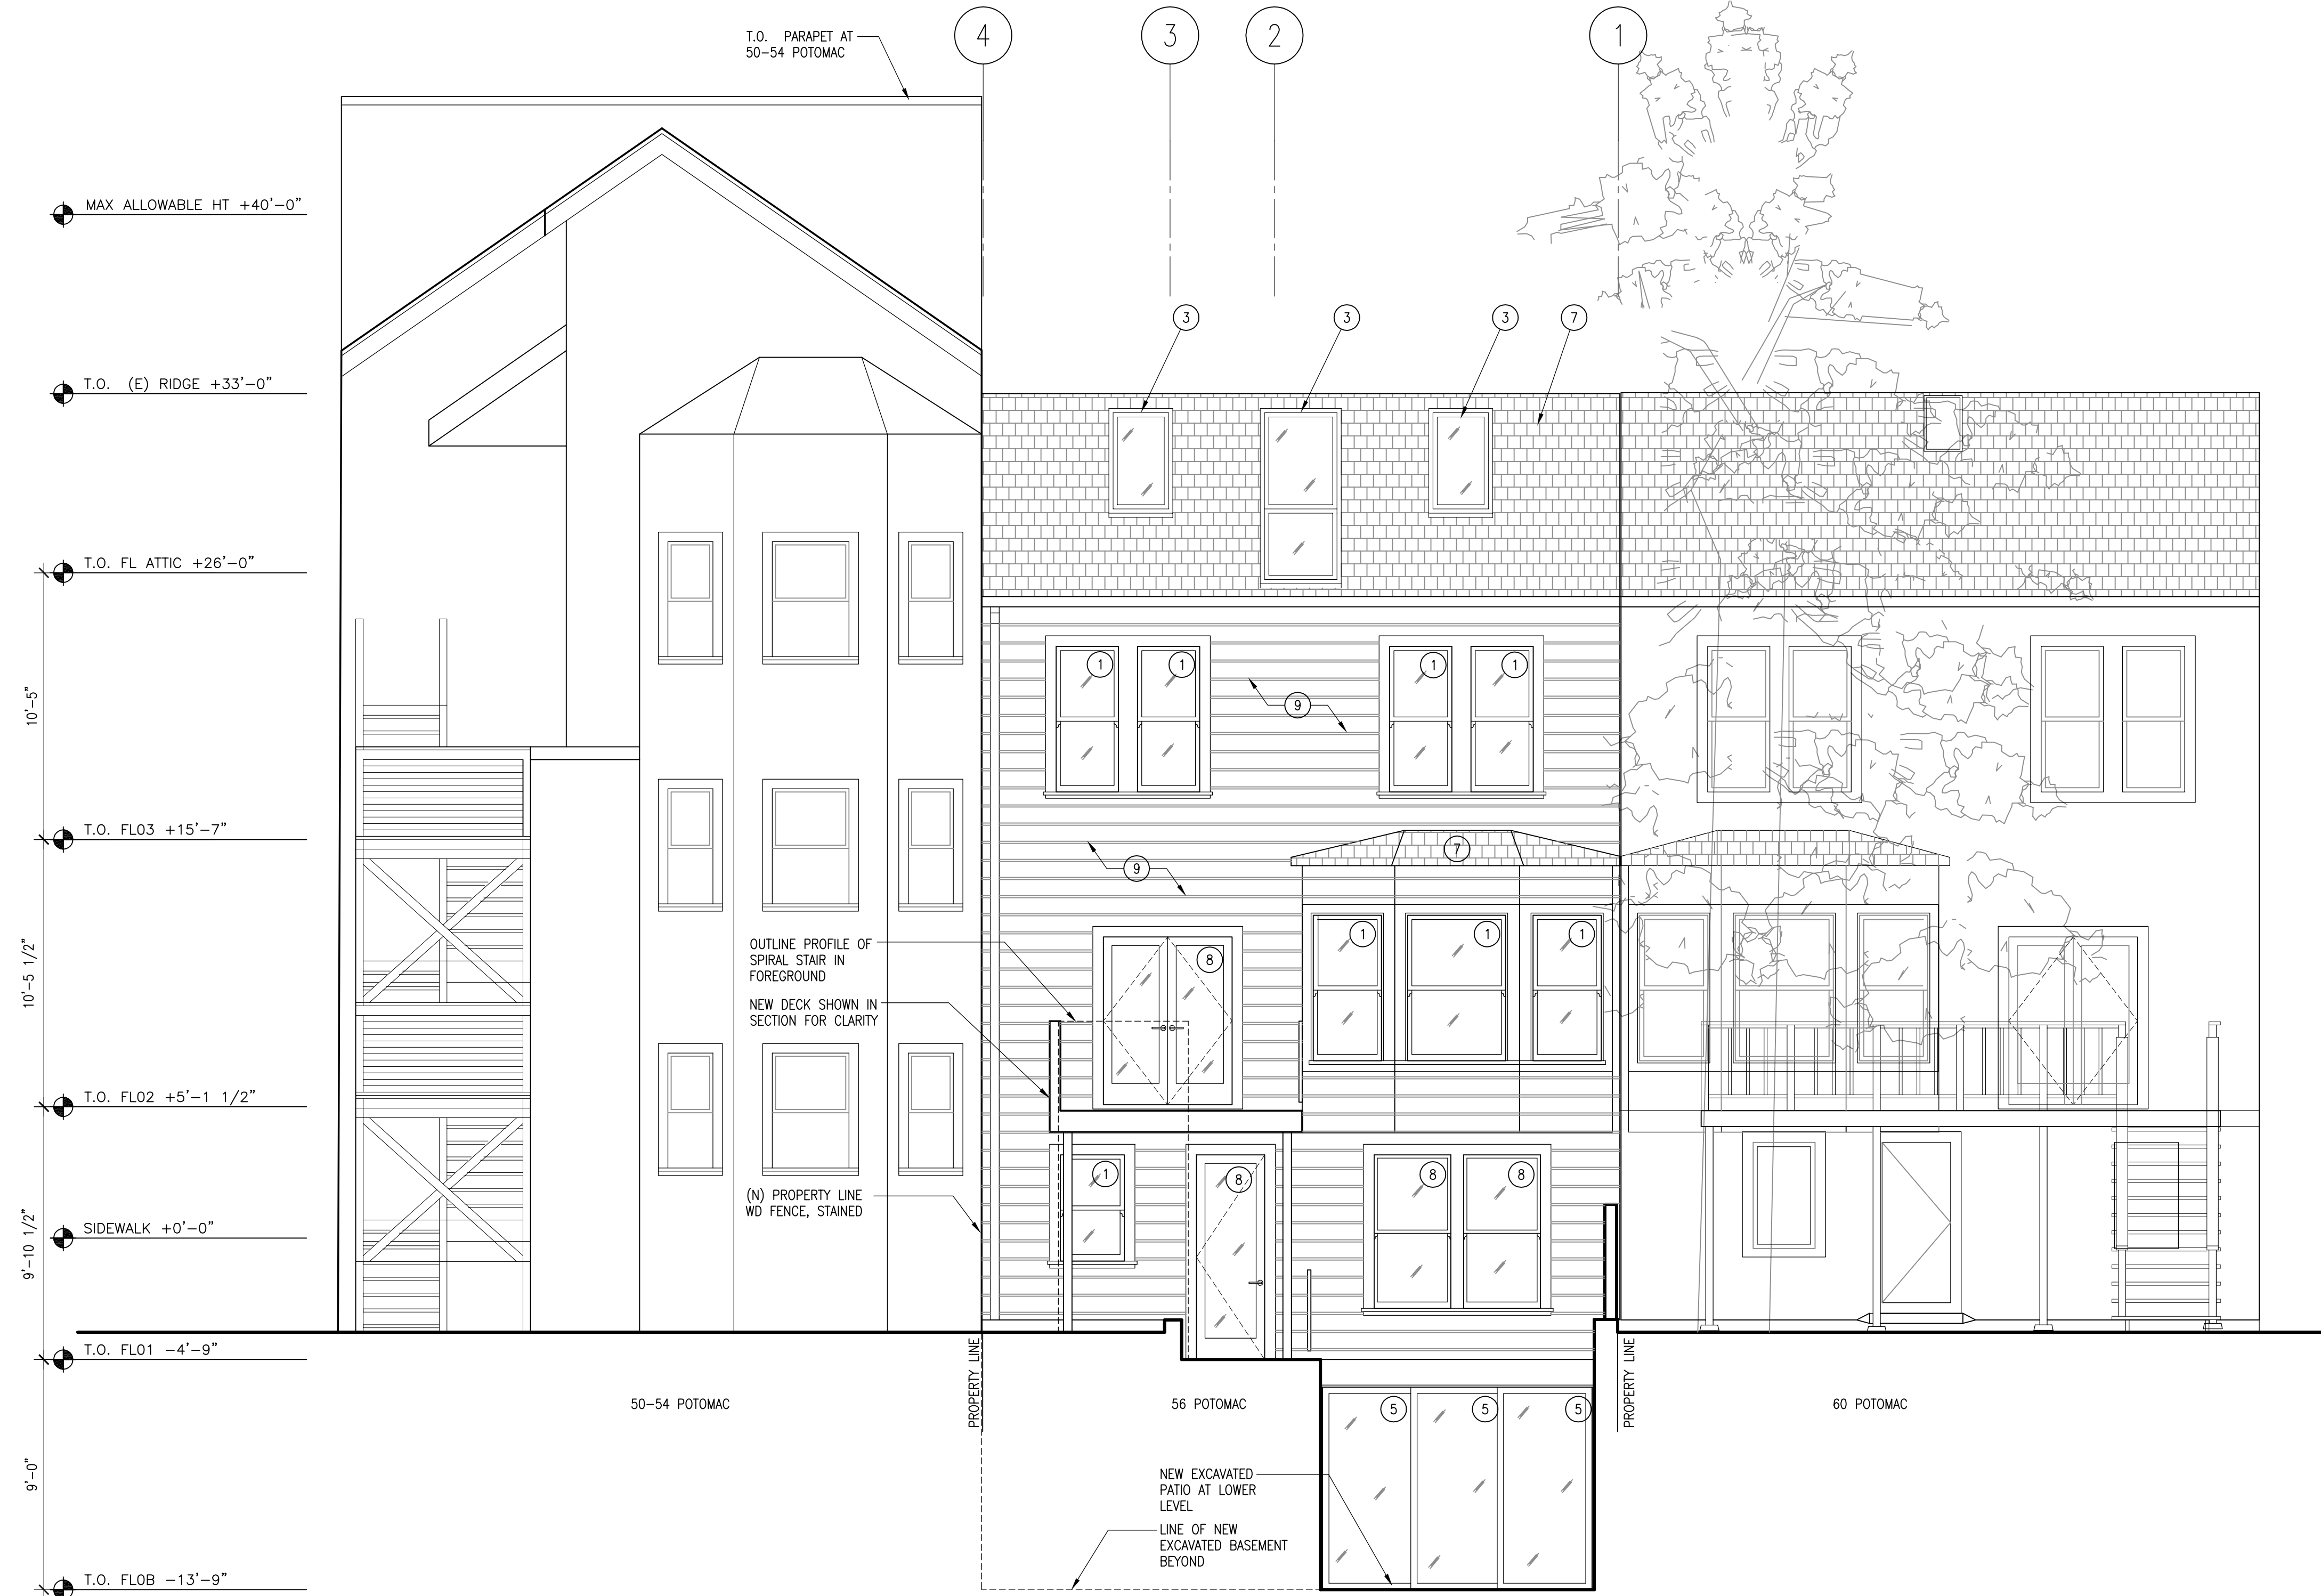 T.O. PARAPET AT
50-54 POTOMAC
4
3
2
1
MAX ALLOWABLE HT +40'-0"
3
3
3
7
T.O. (E) RIDGE +33'-0"
T.O. FL ATTIC +26'-0"
1
1
1
1
9
10'-5"
T.O. FL03 +15'-7"
7
9
1
1
1
8
OUTLINE PROFILE OF
SPIRAL STAIR IN
FOREGROUND
NEW DECK SHOWN IN
SECTION FOR CLARITY
10'-5 1/2"
T.O. FL02 +5'-1 1/2"
1
8
8
8
(N) PROPERTY LINE
WD FENCE, STAINED
9'-10 1/2"
SIDEWALK +0'-0"
T.O. FL01 -4'-9"
PROPERTY LINE
PROPERTY LINE
50-54 POTOMAC
56 POTOMAC
60 POTOMAC
5
5
5
9'-0"
NEW EXCAVATED
PATIO AT LOWER
LEVEL
LINE OF NEW
EXCAVATED BASEMENT
BEYOND
T.O. FL0B -13'-9"